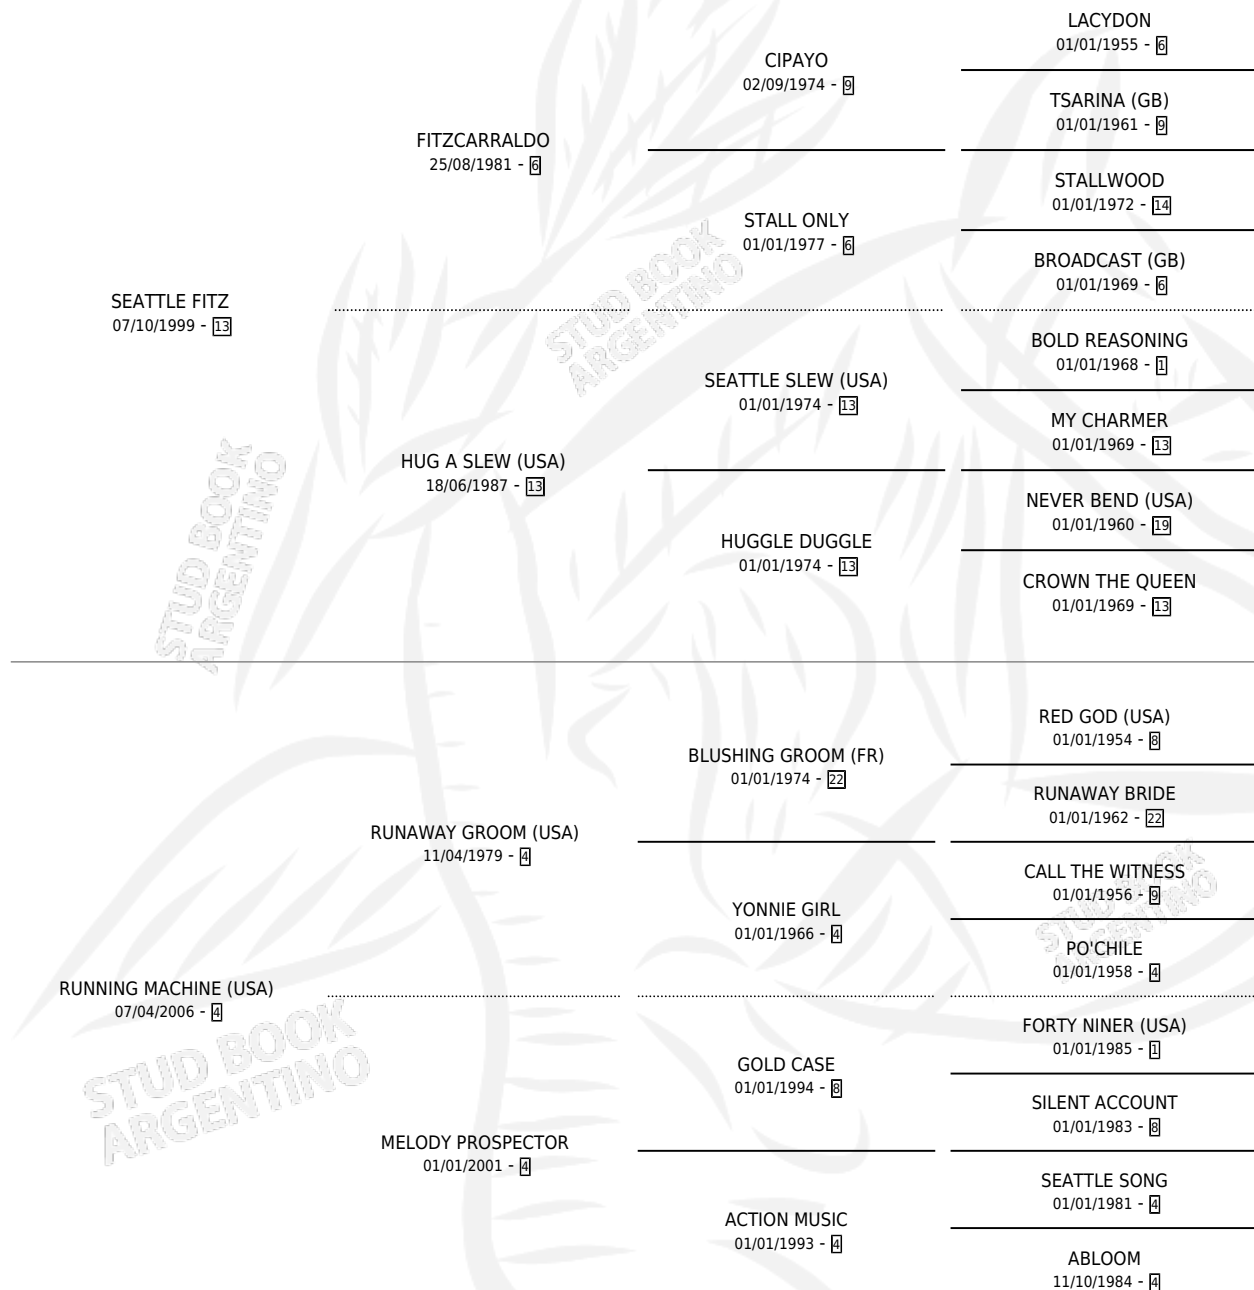 LACYDON
01/01/1955 - 6
CIPAYO
02/09/1974 - 9
TSARINA (GB)
01/01/1961 - 9
FITZCARRALDO
25/08/1981 - 6
STALLWOOD
01/01/1972 - 14
STALL ONLY
01/01/1977 - 6
BROADCAST (GB)
01/01/1969 - 6
SEATTLE FITZ
07/10/1999 - 13
BOLD REASONING
01/01/1968 - 1
SEATTLE SLEW (USA)
01/01/1974 - 13
MY CHARMER
01/01/1969 - 13
HUG A SLEW (USA)
18/06/1987 - 13
NEVER BEND (USA)
01/01/1960 - 19
HUGGLE DUGGLE
01/01/1974 - 13
CROWN THE QUEEN
01/01/1969 - 13
RED GOD (USA)
01/01/1954 - 8
BLUSHING GROOM (FR)
01/01/1974 - 22
RUNAWAY BRIDE
01/01/1962 - 22
RUNAWAY GROOM (USA)
11/04/1979 - 4
CALL THE WITNESS
01/01/1956 - 9
YONNIE GIRL
01/01/1966 - 4
PO'CHILE
01/01/1958 - 4
RUNNING MACHINE (USA)
07/04/2006 - 4
FORTY NINER (USA)
01/01/1985 - 1
GOLD CASE
01/01/1994 - 8
SILENT ACCOUNT
01/01/1983 - 8
MELODY PROSPECTOR
01/01/2001 - 4
SEATTLE SONG
01/01/1981 - 4
ACTION MUSIC
01/01/1993 - 4
ABLOOM
11/10/1984 - 4
STUD BOOK
ARGENTINO
STUD BOOK
ARGENTINO
STUD BOOK
ARGENTINO
STUD BOOK
ARGENTINO